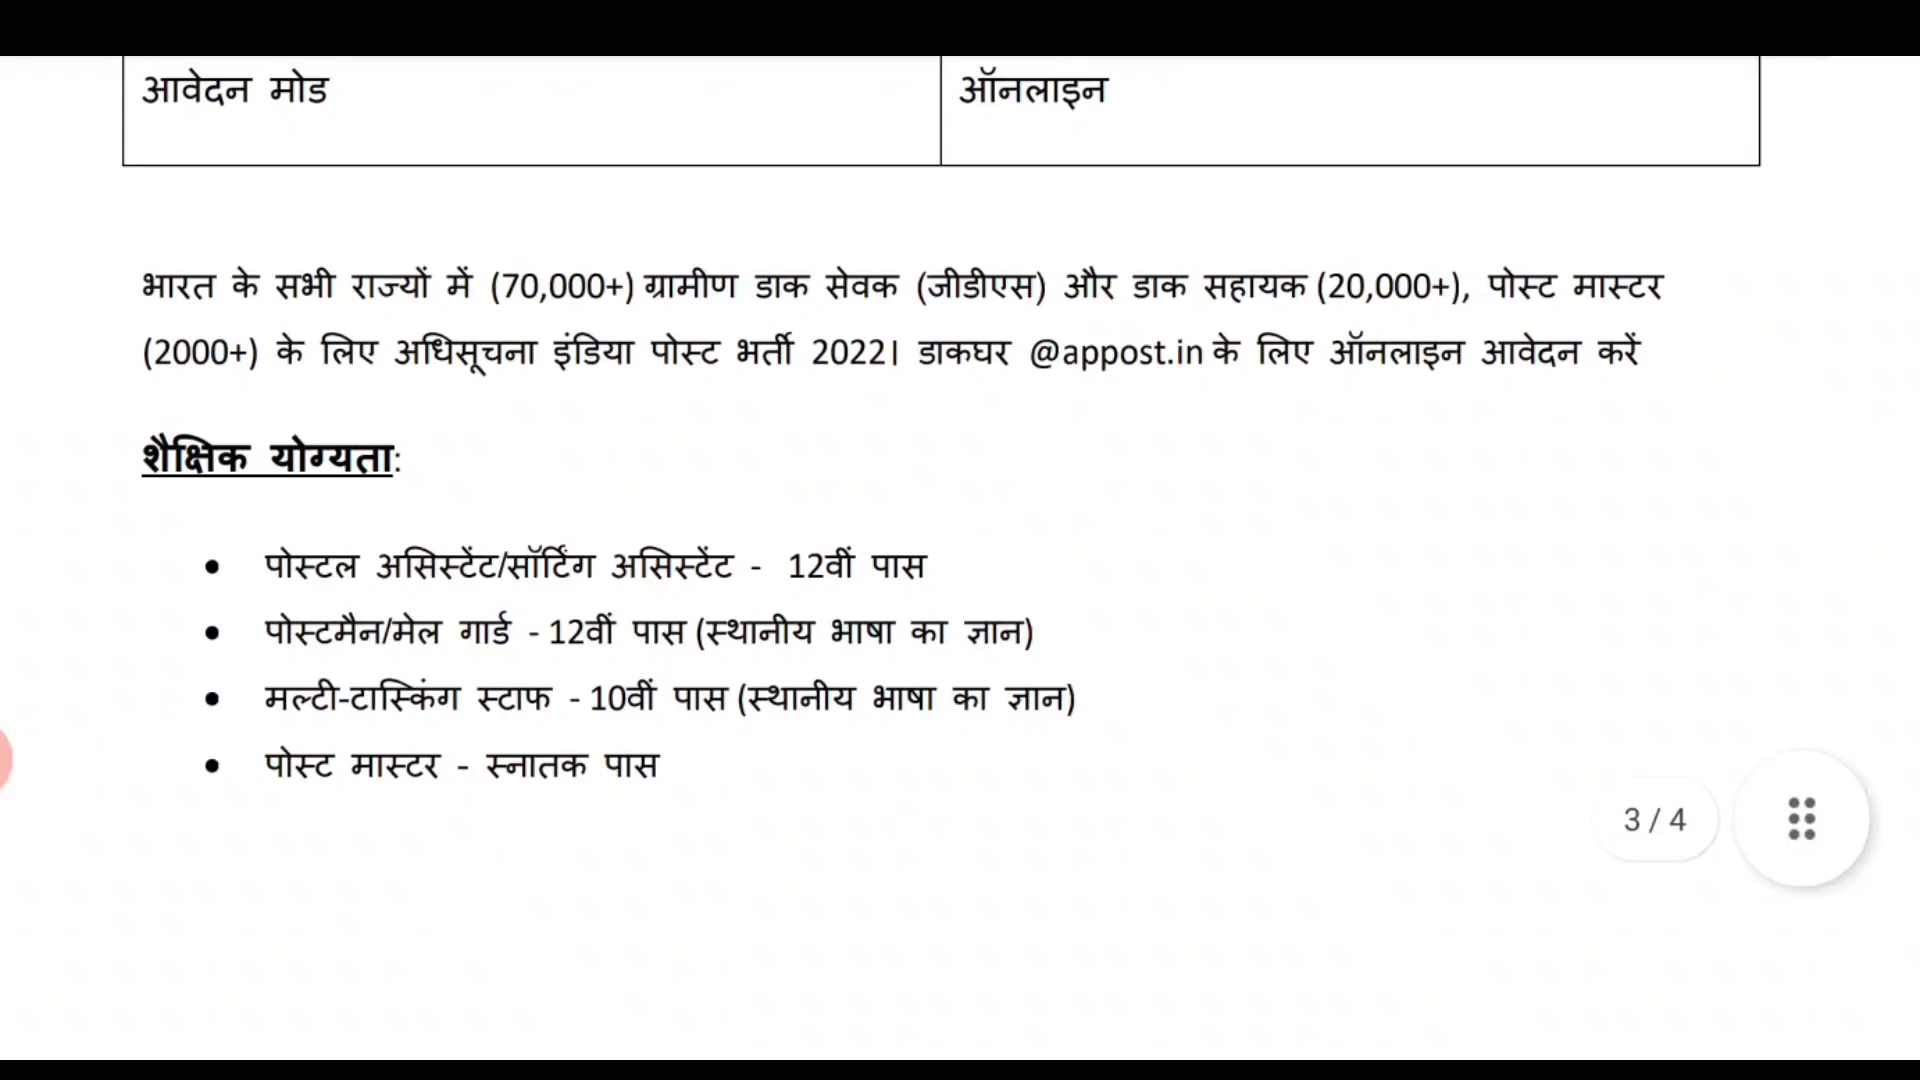 आवेदन मोड
ऑनलाइन
भारत के सभी राज्यों में (70,000+) ग्रामीण डाक सेवक (जीडीएस) और डाक सहायक (20,000+), पोस्ट मास्टर
(2000+) के लिए अधिसूचना इंडिया पोस्ट भर्ती 2022। डाकघर @appost.in के लिए ऑनलाइन आवेदन करें
शैक्षिक योग्यता:
• पोस्टल असिस्टेंट/सॉर्टिंग असिस्टेंट - 12वीं पास
• पोस्टमैन/मेल गार्ड - 12वीं पास (स्थानीय भाषा का ज्ञान)
• मल्टी-टास्किंग स्टाफ - 10वीं पास (स्थानीय भाषा का ज्ञान)
• पोस्ट मास्टर - स्नातक पास
3 / 4